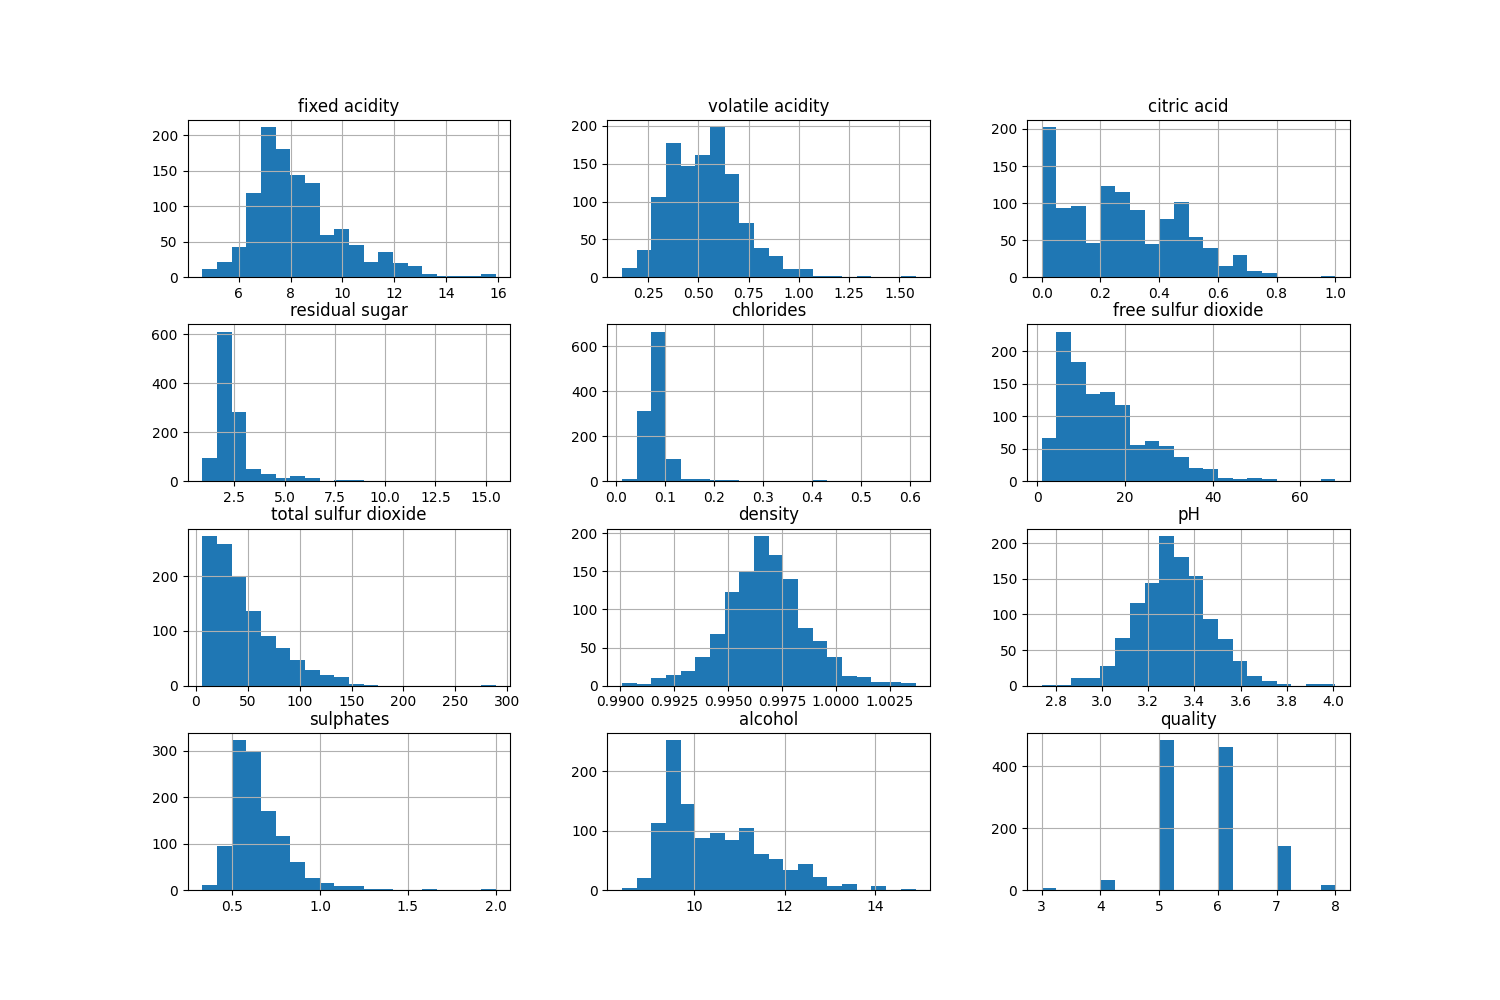 fixed acidity
200
150
100
50
0
6 8 10 12 14 16
volatile acidity
200
150
100
50
0
0.25 0.50 0.75 1.00 1.25 1.50
citric acid
200
150
100
50
0
0.0 0.2 0.4 0.6 0.8 1.0
residual sugar
600
400
200
0
2.5 5.0 7.5 10.0 12.5 15.0
chlorides
600
400
200
0
0.0 0.1 0.2 0.3 0.4 0.5 0.6
free sulfur dioxide
200
150
100
50
0
0 20 40 60
total sulfur dioxide
200
100
0
0 50 100 150 200 250 300
density
200
150
100
50
0
0.9900 0.9925 0.9950 0.9975 1.0000 1.0025
pH
200
150
100
50
0
2.8 3.0 3.2 3.4 3.6 3.8 4.0
sulphates
300
200
100
0
0.5 1.0 1.5 2.0
alcohol
200
100
0
10 12 14
quality
400
200
0
3 4 5 6 7 8